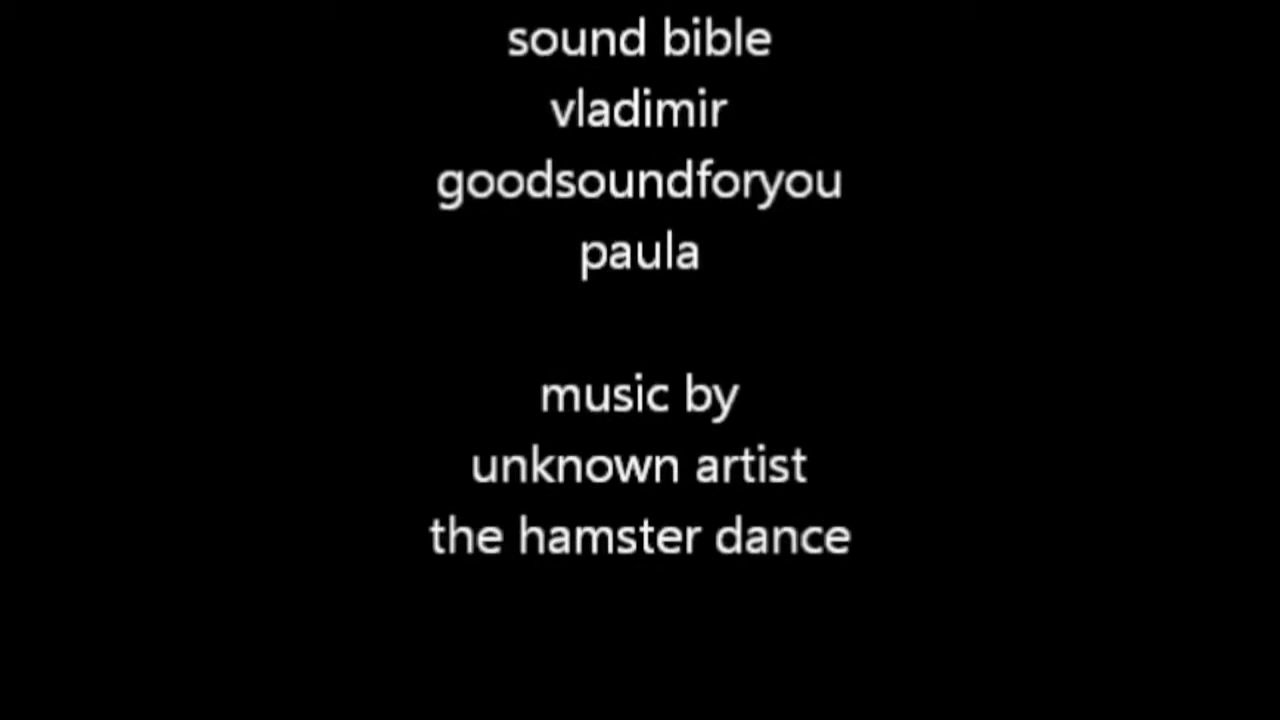 sound bible
vladimir
goodsoundforyou
paula
music by
unknown artist
the hamster dance